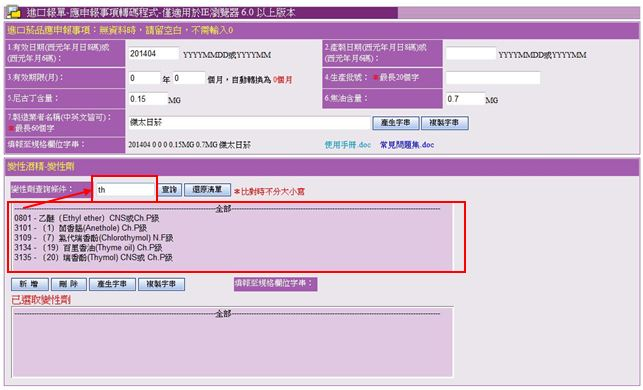 進口報單-應申報事項轉碼程式-僅適用於IE瀏覽器 6.0 以上版本
進口菸品應申報事項：無資料時，請留空白，不需輸入0
1.有效日期(西元年月日8碼)或(西元年月6碼)：
201404 YYYYMMDD或YYYYMM
2.產製日期(西元年月日8碼)或(西元年月6碼)：
YYYYMMDD或YYYYMM
3.有效期限(月)：
0 年 0 個月，自動轉換為 0個月
4.生產批號：※最長20個字
5.尼古丁含量：
0.15 MG
6.焦油含量：
0.7 MG
7.製造業者名稱(中英文皆可)：
※最長60個字
傑太日菸
產生字串 複製字串
填報至規格欄位字串：
201404 0 0 0 0.15MG 0.7MG 傑太日菸
使用手冊.doc 常見問題集.doc
變性酒精-變性劑
變性劑查詢條件：
th
查詢 還原清單 ※比對時不分大小寫
全部
0801 - 乙醚（Ethyl ether）CNS或Ch.P級
3101 - （1）茴香腦(Anethole) Ch.P級
3109 - （7）氯代瑞香酚(Chlorothymol) N.F級
3134 - （19）百里香油(Thyme oil) Ch.P級
3135 - （20）瑞香酚(Thymol) CNS或 Ch.P級
新 增 刪 除 產生字串 複製字串 填報至規格欄位字串：
已選取變性劑
全部